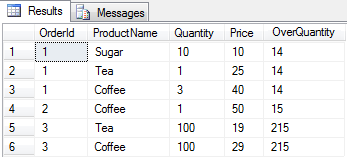 Results Messages
OrderId ProductName Quantity Price OverQuantity
1 1 Sugar 10 10 14
2 1 Tea 1 25 14
3 1 Coffee 3 40 14
4 2 Coffee 1 50 15
5 3 Tea 100 19 215
6 3 Coffee 100 29 215